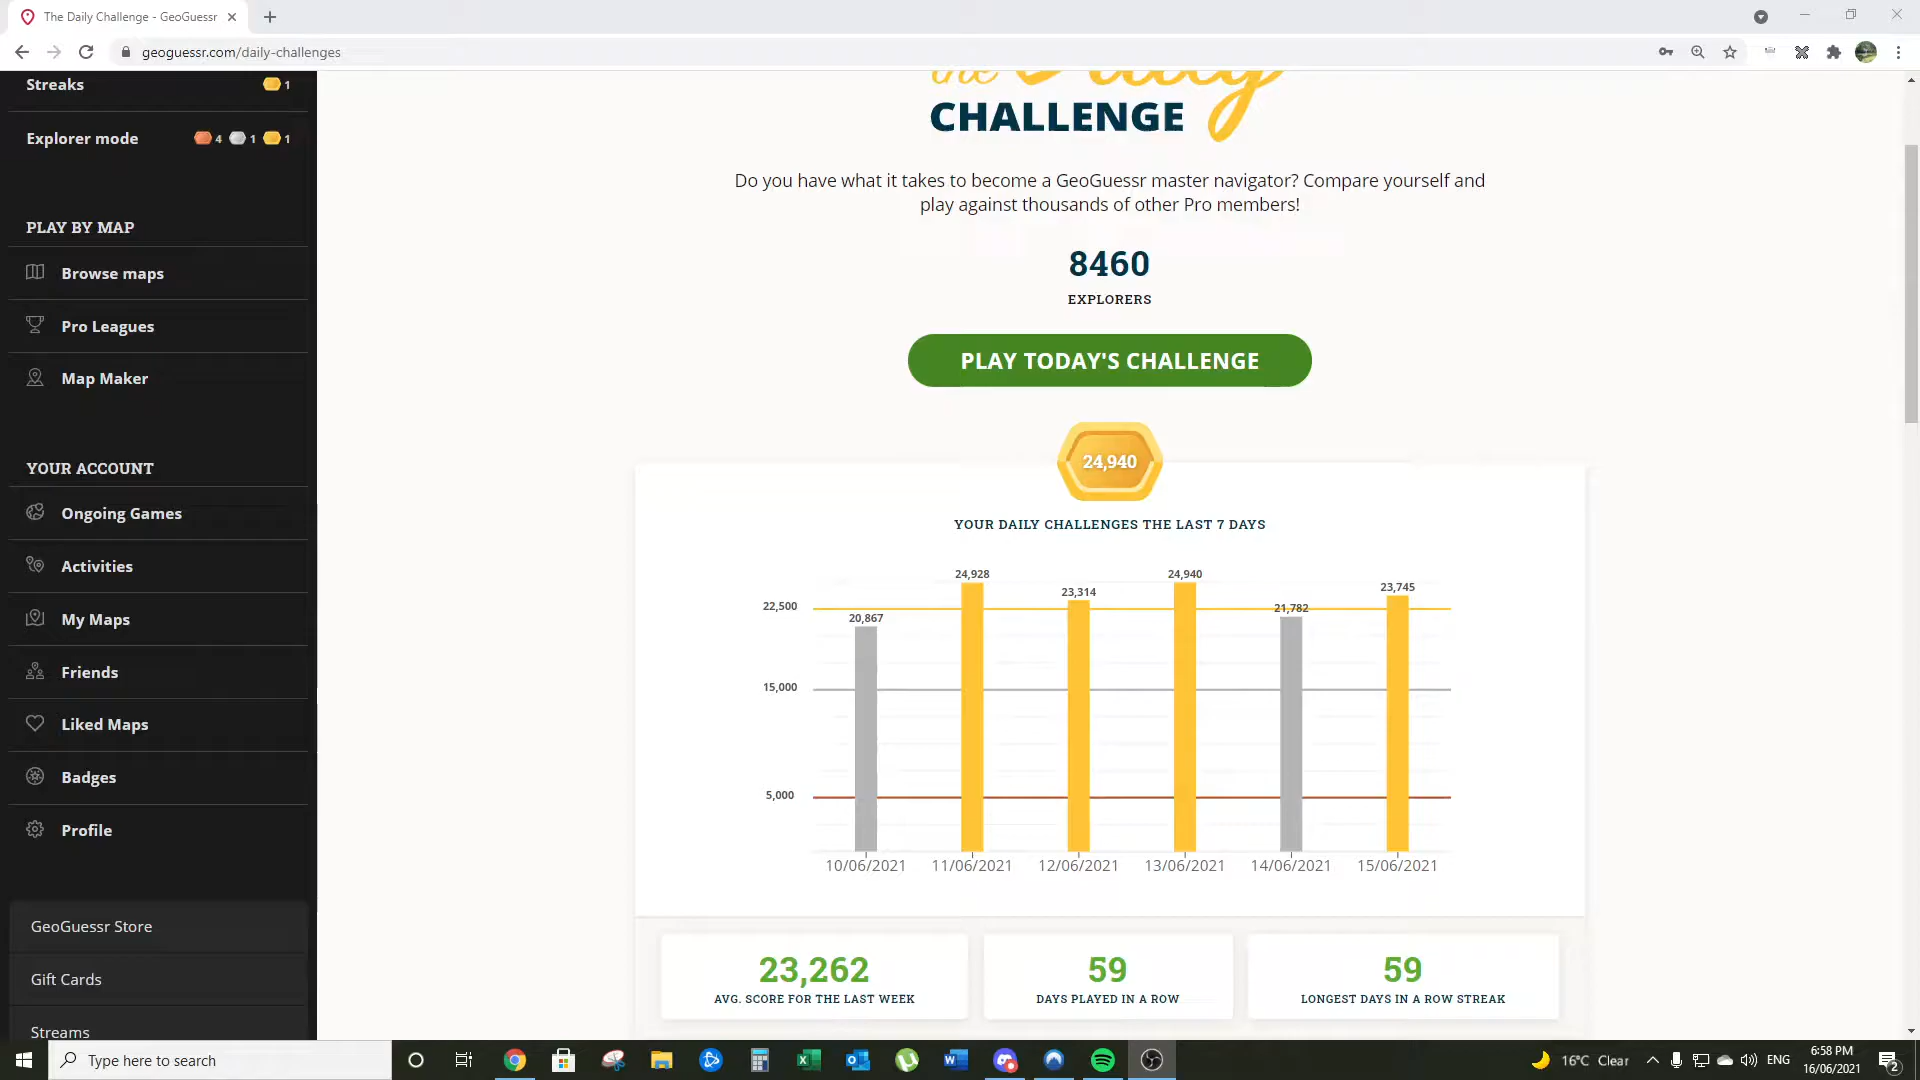 The Daily Challenge - GeoGuessr
geoguessr.com/daily-challenges
Streaks 1
Explorer mode 4 1 1
PLAY BY MAP
Browse maps
Pro Leagues
Map Maker
YOUR ACCOUNT
Ongoing Games
Activities
My Maps
Friends
Liked Maps
Badges
Profile
GeoGuessr Store
Gift Cards
Streams
the Daily
CHALLENGE
Do you have what it takes to become a GeoGuessr master navigator? Compare yourself and
play against thousands of other Pro members!
8460
EXPLORERS
PLAY TODAY'S CHALLENGE
24,940
YOUR DAILY CHALLENGES THE LAST 7 DAYS
20,867 24,928 23,314 24,940 21,782 23,745
22,500
15,000
5,000
10/06/2021 11/06/2021 12/06/2021 13/06/2021 14/06/2021 15/06/2021
23,262
AVG. SCORE FOR THE LAST WEEK
59
DAYS PLAYED IN A ROW
59
LONGEST DAYS IN A ROW STREAK
Type here to search
16°C Clear
ENG
6:58 PM
16/06/2021
2